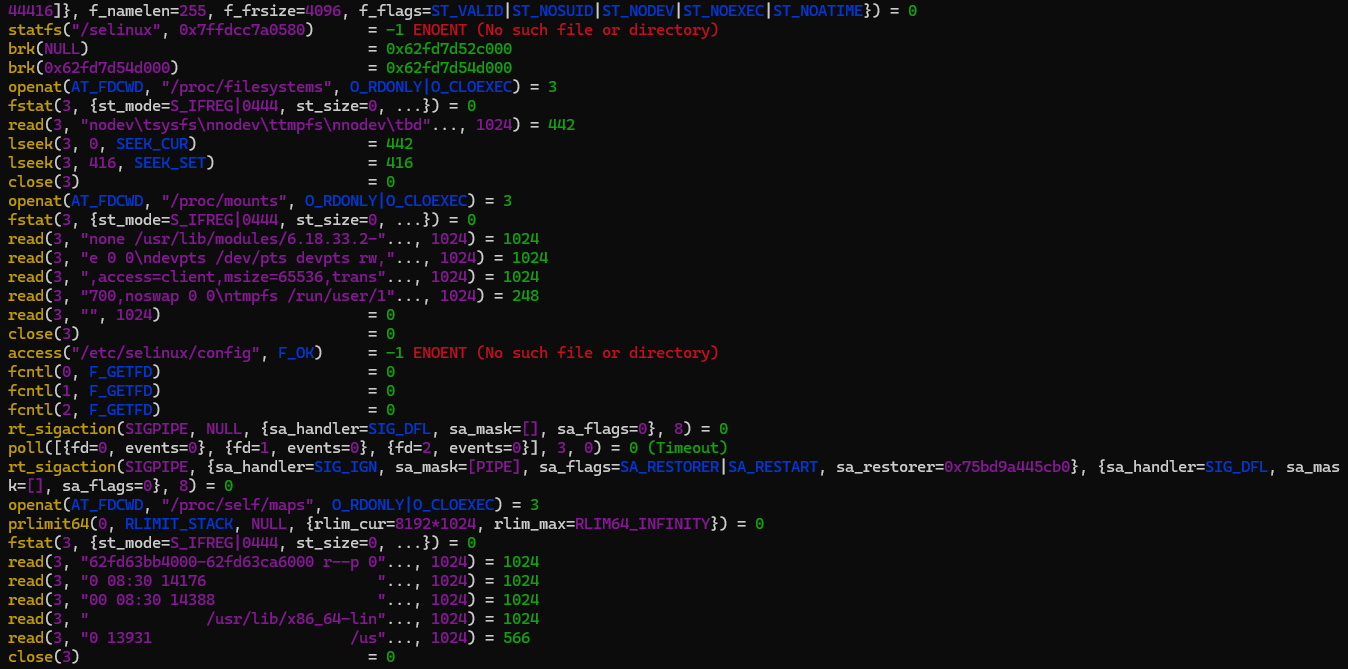 44416]}, f_namelen=255, f_frsize=4096, f_flags=ST_VALID|ST_NOSUID|ST_NODEV|ST_NOEXEC|ST_NOATIME}) = 0
statfs("/selinux", 0x7ffdcc7a0580)      = -1 ENOENT (No such file or directory)
brk(NULL)                               = 0x62fd7d52c000
brk(0x62fd7d54d000)                     = 0x62fd7d54d000
openat(AT_FDCWD, "/proc/filesystems", O_RDONLY|O_CLOEXEC) = 3
fstat(3, {st_mode=S_IFREG|0444, st_size=0, ...}) = 0
read(3, "nodev\tsysfs\nnodev\ttmpfs\nnodev\tbd"..., 1024) = 442
lseek(3, 0, SEEK_CUR)                   = 442
lseek(3, 416, SEEK_SET)                 = 416
close(3)                                = 0
openat(AT_FDCWD, "/proc/mounts", O_RDONLY|O_CLOEXEC) = 3
fstat(3, {st_mode=S_IFREG|0444, st_size=0, ...}) = 0
read(3, "none /usr/lib/modules/6.18.33.2-"..., 1024) = 1024
read(3, "e 0 0\ndevpts /dev/pts devpts rw,"..., 1024) = 1024
read(3, ",access=client,msize=65536,trans"..., 1024) = 1024
read(3, "700,noswap 0 0\ntmpfs /run/user/1"..., 1024) = 248
read(3, "", 1024)                       = 0
close(3)                                = 0
access("/etc/selinux/config", F_OK)     = -1 ENOENT (No such file or directory)
fcntl(0, F_GETFD)                       = 0
fcntl(1, F_GETFD)                       = 0
fcntl(2, F_GETFD)                       = 0
rt_sigaction(SIGPIPE, NULL, {sa_handler=SIG_DFL, sa_mask=[], sa_flags=0}, 8) = 0
poll([{fd=0, events=0}, {fd=1, events=0}, {fd=2, events=0}], 3, 0) = 0 (Timeout)
rt_sigaction(SIGPIPE, {sa_handler=SIG_IGN, sa_mask=[PIPE], sa_flags=SA_RESTORER|SA_RESTART, sa_restorer=0x75bd9a445cb0}, {sa_handler=SIG_DFL, sa_mas
k=[], sa_flags=0}, 8) = 0
openat(AT_FDCWD, "/proc/self/maps", O_RDONLY|O_CLOEXEC) = 3
prlimit64(0, RLIMIT_STACK, NULL, {rlim_cur=8192*1024, rlim_max=RLIM64_INFINITY}) = 0
fstat(3, {st_mode=S_IFREG|0444, st_size=0, ...}) = 0
read(3, "62fd63bb4000-62fd63ca6000 r--p 0"..., 1024) = 1024
read(3, "0 08:30 14176                   "..., 1024) = 1024
read(3, "00 08:30 14388                  "..., 1024) = 1024
read(3, "             /usr/lib/x86_64-lin"..., 1024) = 1024
read(3, "0 13931                      /us"..., 1024) = 566
close(3)                                = 0